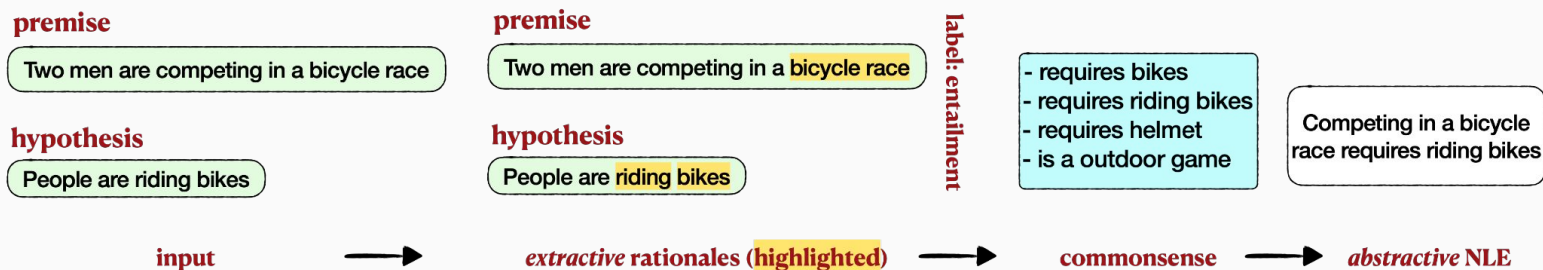 premise
Two men are competing in a bicycle race
hypothesis
People are riding bikes
input
premise
Two men are competing in a bicycle race
hypothesis
People are riding bikes
extractive rationales (highlighted)
label: entailment
- requires bikes
- requires riding bikes
- requires helmet
- is a outdoor game
commonsense
Competing in a bicycle
race requires riding bikes
abstractive NLE